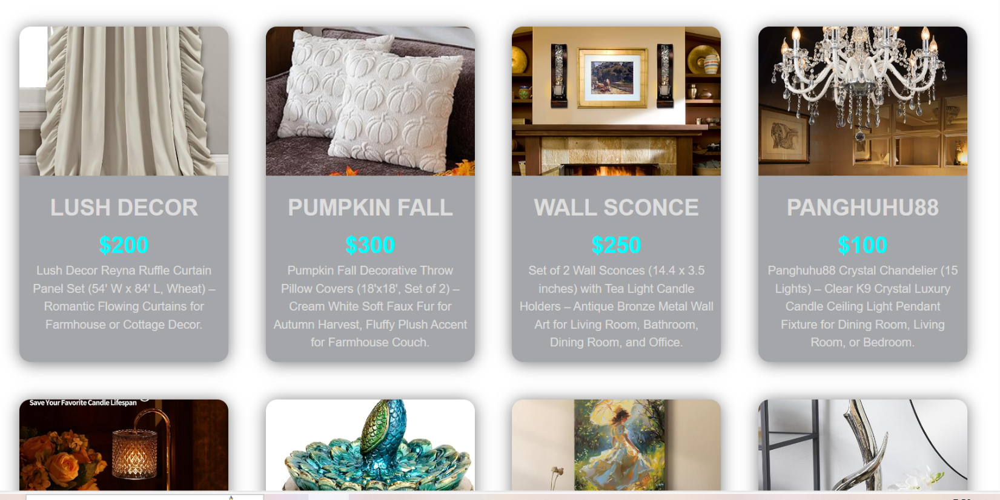 LUSH DECOR
$200
Lush Decor Reyna Ruffle Curtain
Panel Set (54' W x 84' L, Wheat) –
Romantic Flowing Curtains for
Farmhouse or Cottage Decor.
PUMPKIN FALL
$300
Pumpkin Fall Decorative Throw
Pillow Covers (18'x18', Set of 2) –
Cream White Soft Faux Fur for
Autumn Harvest, Fluffy Plush Accent
for Farmhouse Couch.
WALL SCONCE
$250
Set of 2 Wall Sconces (14.4 x 3.5
inches) with Tea Light Candle
Holders – Antique Bronze Metal Wall
Art for Living Room, Bathroom,
Dining Room, and Office.
PANGHUHU88
$100
Panghuhu88 Crystal Chandelier (15
Lights) – Clear K9 Crystal Luxury
Candle Ceiling Light Pendant
Fixture for Dining Room, Living
Room, or Bedroom.
Save Your Favorite Candle Lifespan